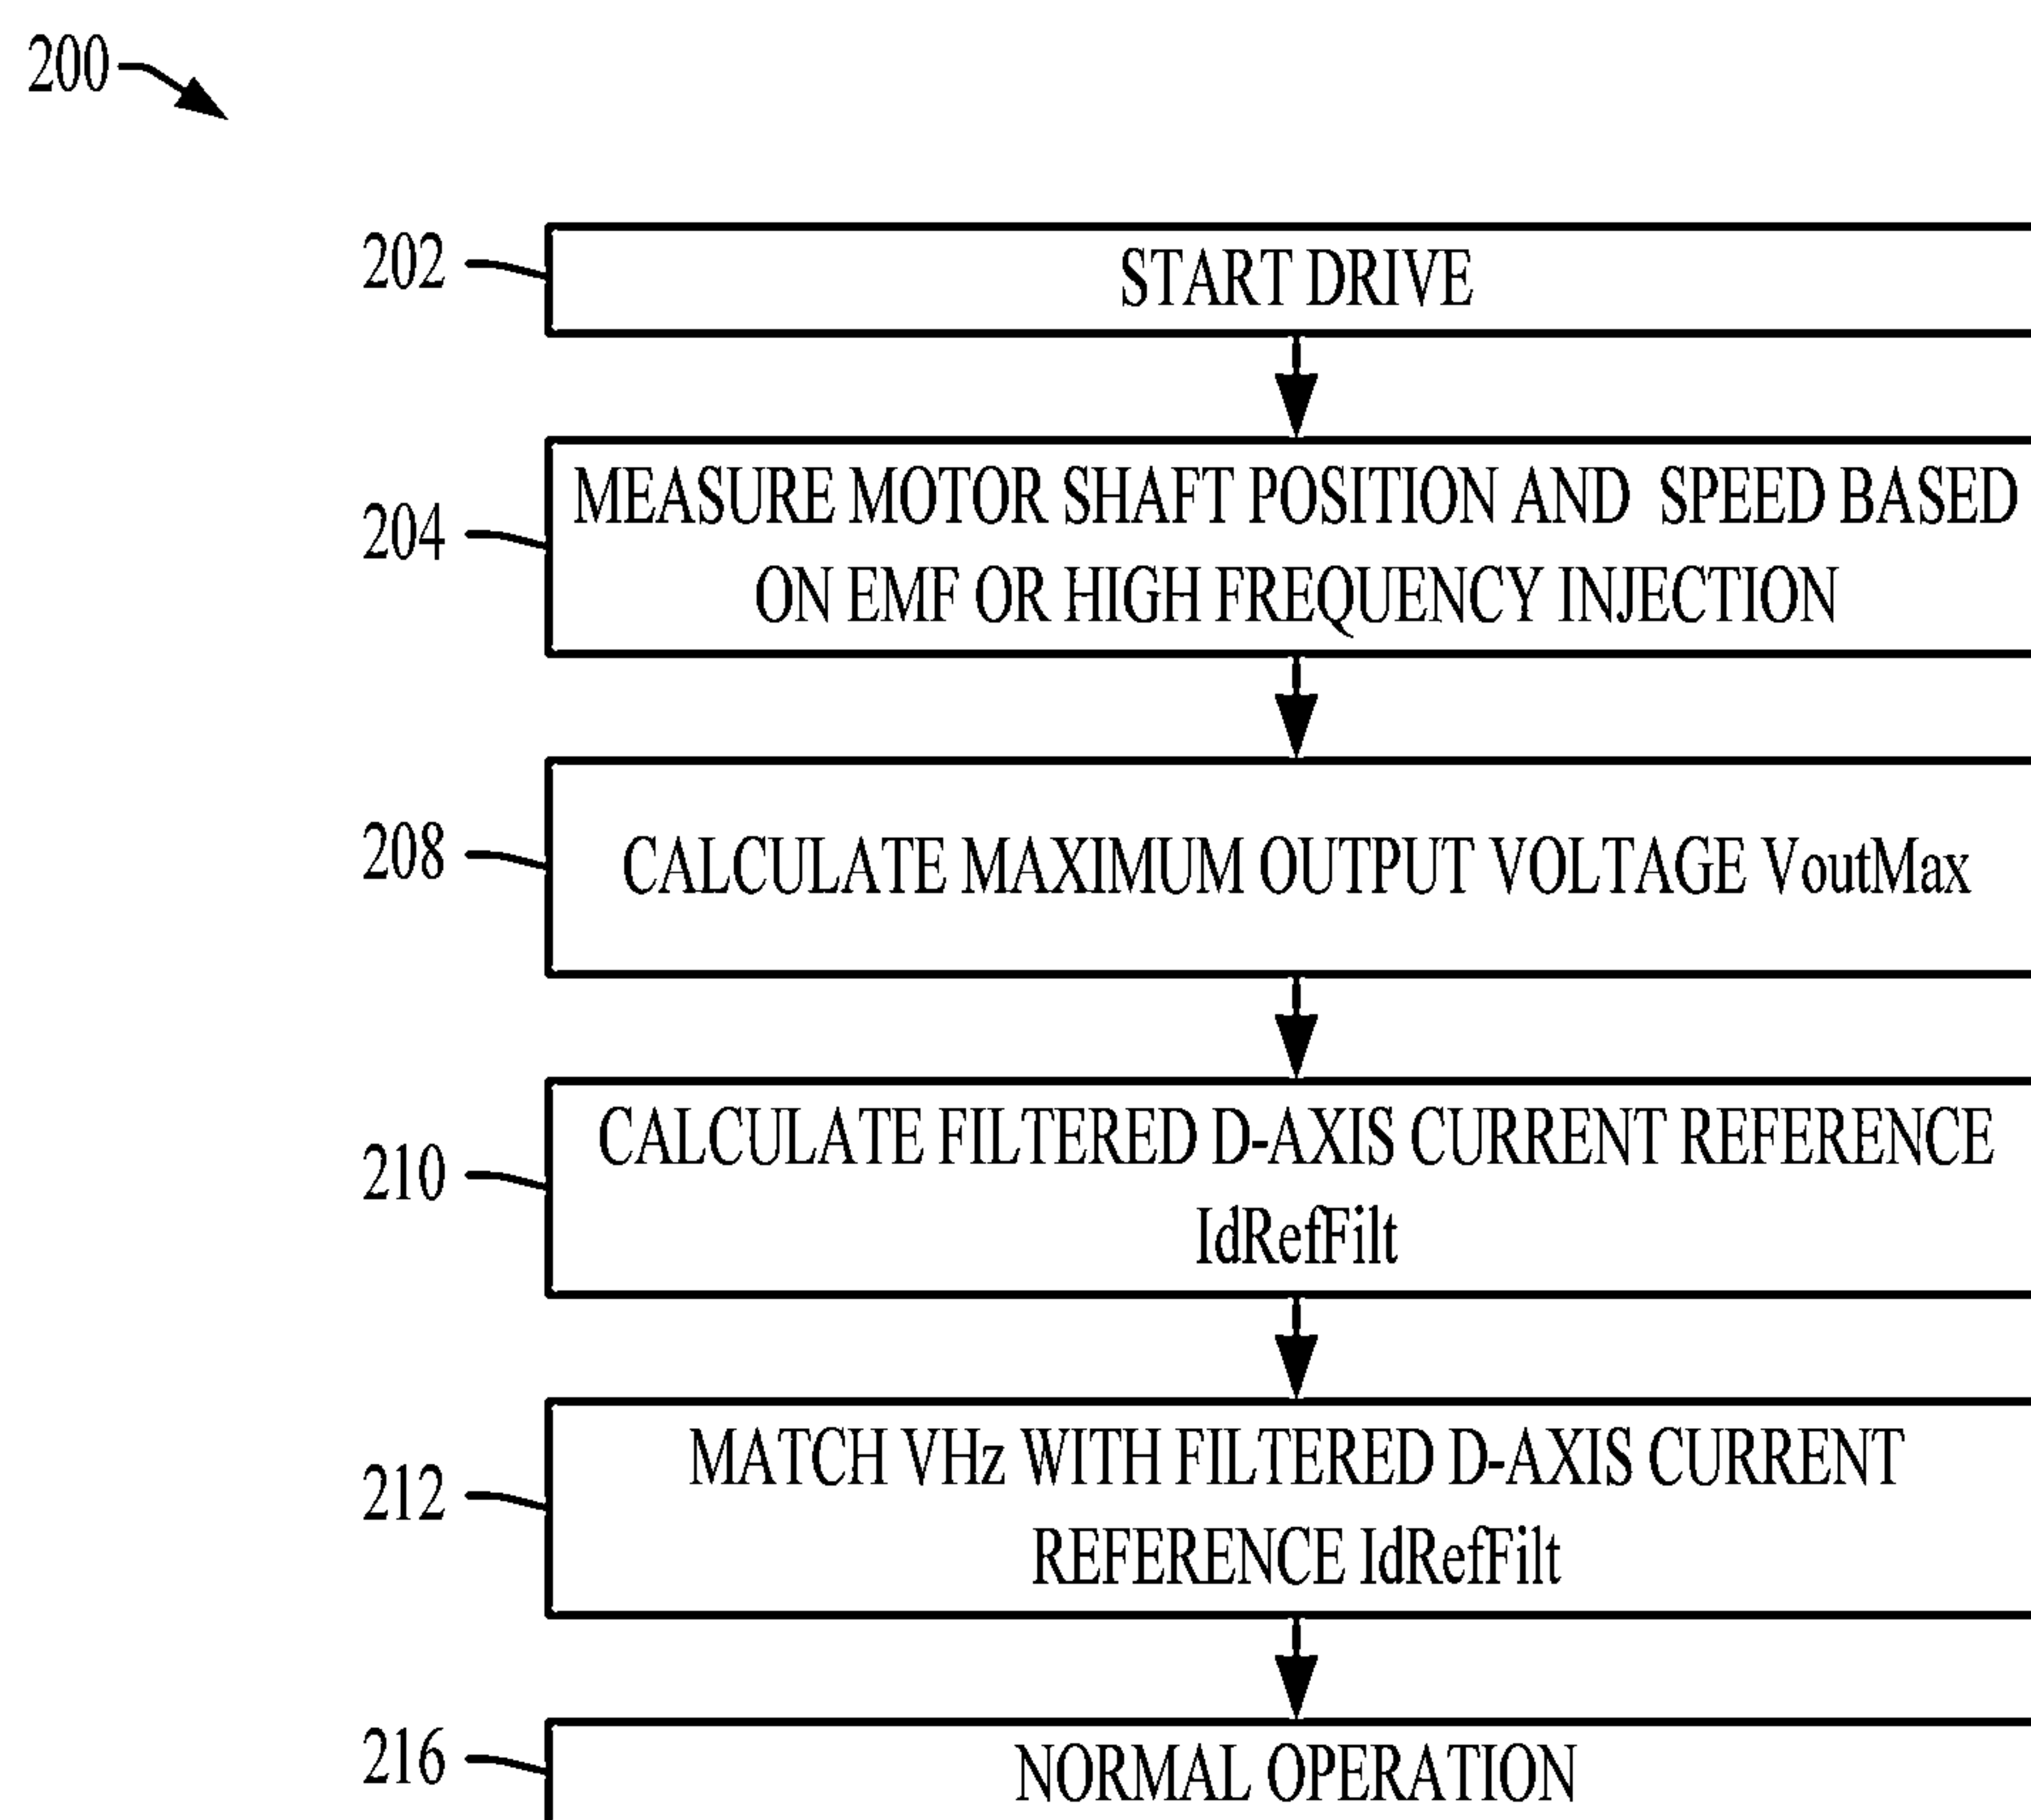 200
202
START DRIVE
204
MEASURE MOTOR SHAFT POSITION AND SPEED BASED
ON EMF OR HIGH FREQUENCY INJECTION
208
CALCULATE MAXIMUM OUTPUT VOLTAGE VoutMax
210
CALCULATE FILTERED D-AXIS CURRENT REFERENCE
IdRefFilt
212
MATCH VHz WITH FILTERED D-AXIS CURRENT
REFERENCE IdRefFilt
216
NORMAL OPERATION